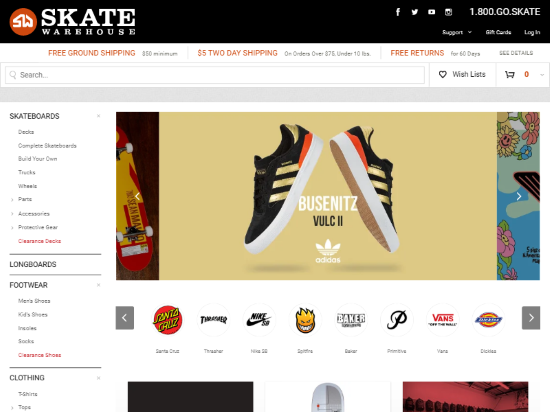 SKATE
WAREHOUSE
1.800.GO.SKATE
Support
Gift Cards
Log In
FREE GROUND SHIPPING $50 minimum
$5 TWO DAY SHIPPING On Orders Over $75, Under 10 lbs.
FREE RETURNS for 60 Days
SEE DETAILS
Search...
Wish Lists
0
SKATEBOARDS
Decks
Complete Skateboards
Build Your Own
Trucks
Wheels
Parts
Accessories
Protective Gear
Clearance Decks
LONGBOARDS
FOOTWEAR
Men's Shoes
Kid's Shoes
Insoles
Socks
Clearance Shoes
CLOTHING
T-Shirts
Tops
BUSENITZ
VULC II
adidas
SANTA CRUZ
THRASHER
NIKE SB
BAKER
VANS
"OFF THE WALL"
Dickies
Santa Cruz
Thrasher
Nike SB
Spitfire
Baker
Primitive
Vans
Dickies